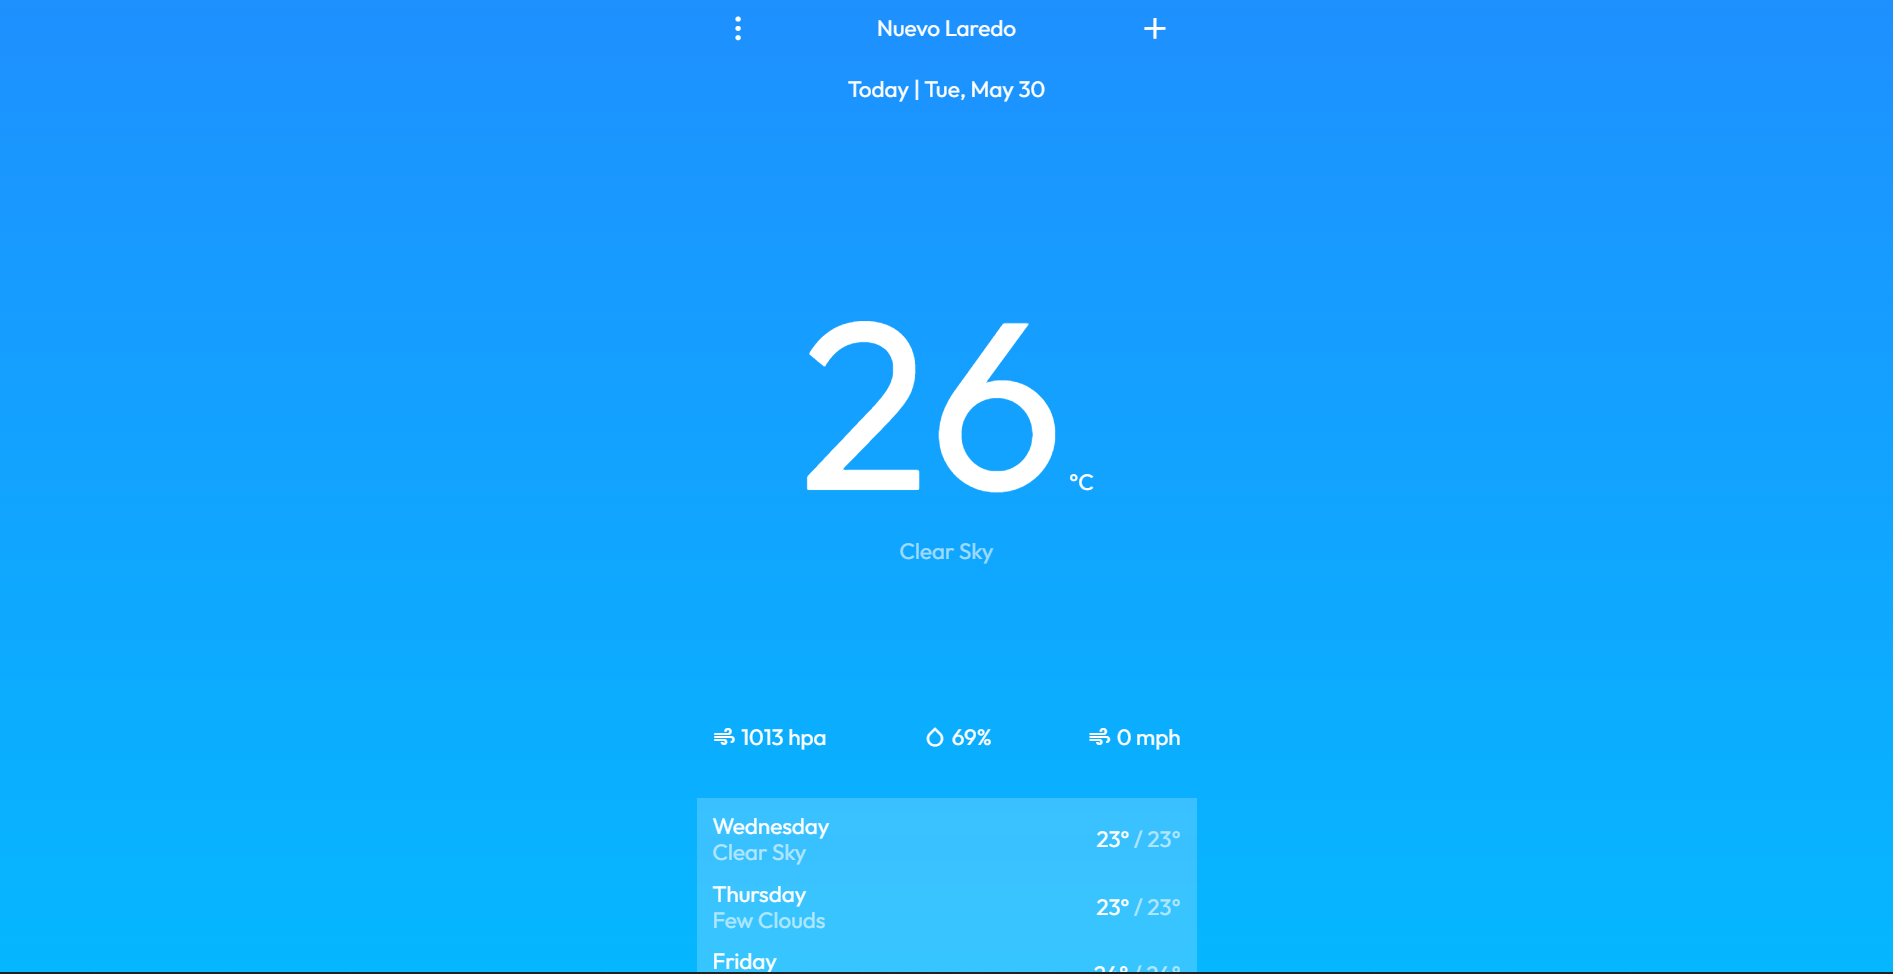 Nuevo Laredo
Today | Tue, May 30
26 °C
Clear Sky
1013 hpa 69% 0 mph
Wednesday
Clear Sky
23° / 23°
Thursday
Few Clouds
23° / 23°
Friday